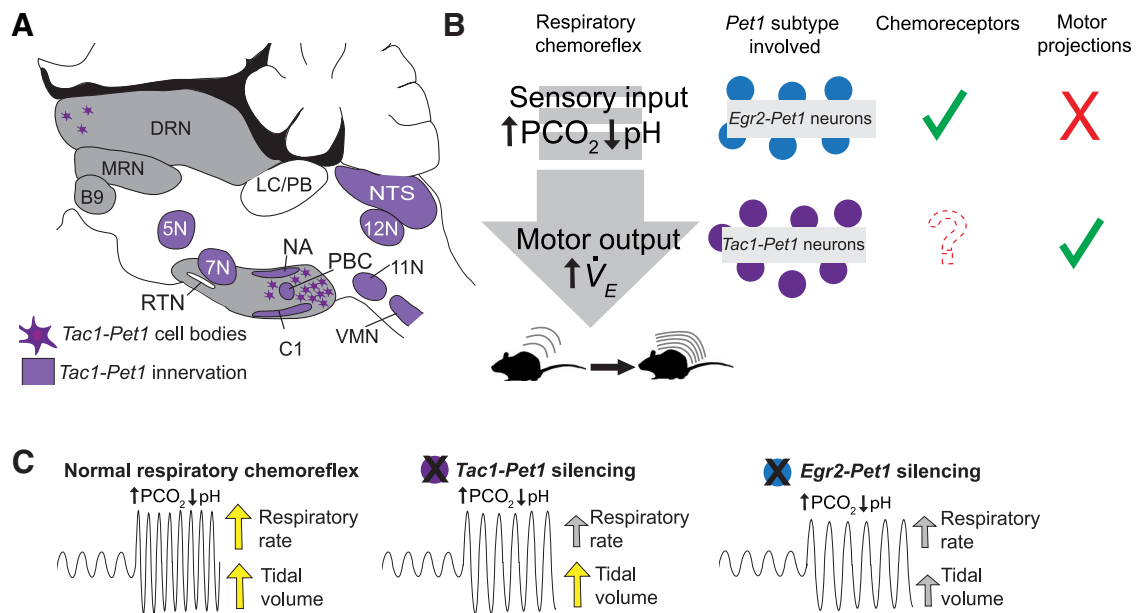 A
DRN
MRN
B9
LC/PB
NTS
5N
12N
7N
NA
PBC
11N
RTN
C1
VMN
Tac1-Pet1 cell bodies
Tac1-Pet1 innervation
B
Respiratory
chemoreflex
Pet1 subtype
involved
Chemoreceptors
Motor
projections
Sensory input
↑PCO₂ ↓pH
Egr2-Pet1 neurons
X
Motor output
↑ V̇E
Tac1-Pet1 neurons
?
C
Normal respiratory chemoreflex
↑PCO₂ ↓pH
Respiratory
rate
Tidal
volume
X Tac1-Pet1 silencing
↑PCO₂ ↓pH
Respiratory
rate
Tidal
volume
X Egr2-Pet1 silencing
↑PCO₂ ↓pH
Respiratory
rate
Tidal
volume